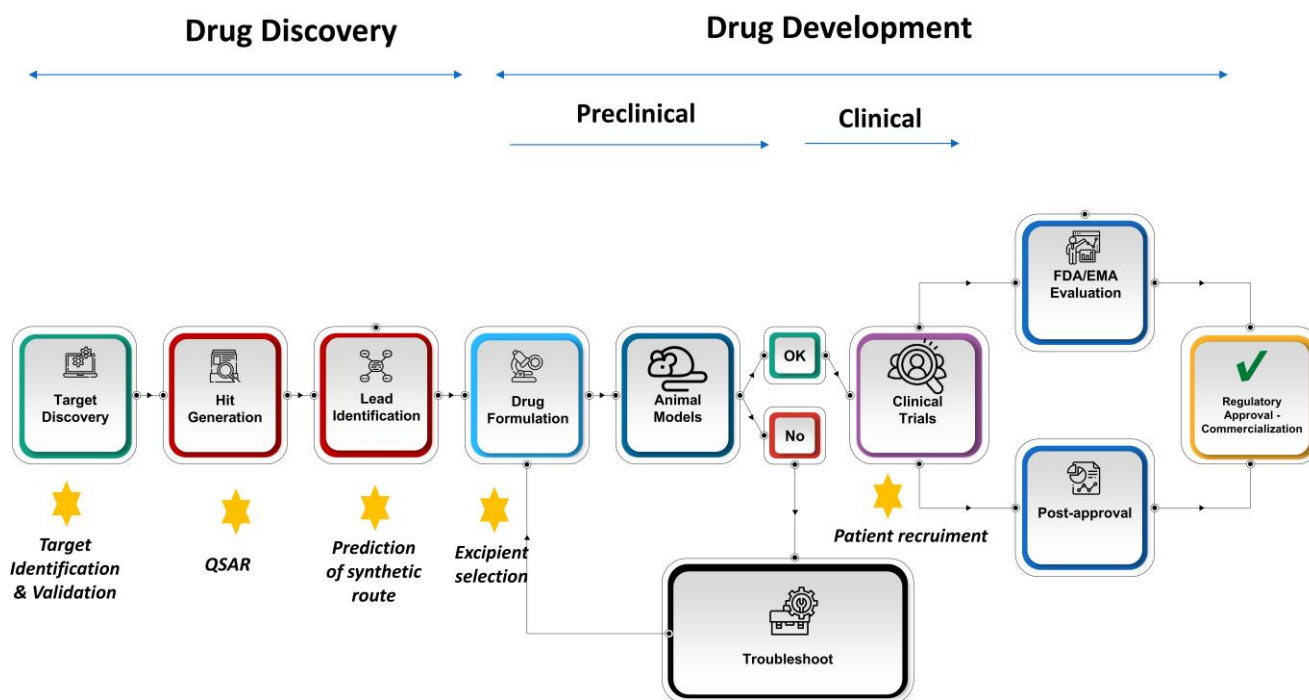 Drug Discovery
Drug Development
Preclinical
Clinical
FDA/EMA
Evaluation
Target
Discovery
Hit
Generation
Lead
Identification
Drug
Formulation
Animal
Models
OK
No
Clinical
Trials
Regulatory
Approval -
Commercialization
Post-approval
Target
Identification
& Validation
QSAR
Prediction
of synthetic
route
Excipient
selection
Patient recruiment
Troubleshoot